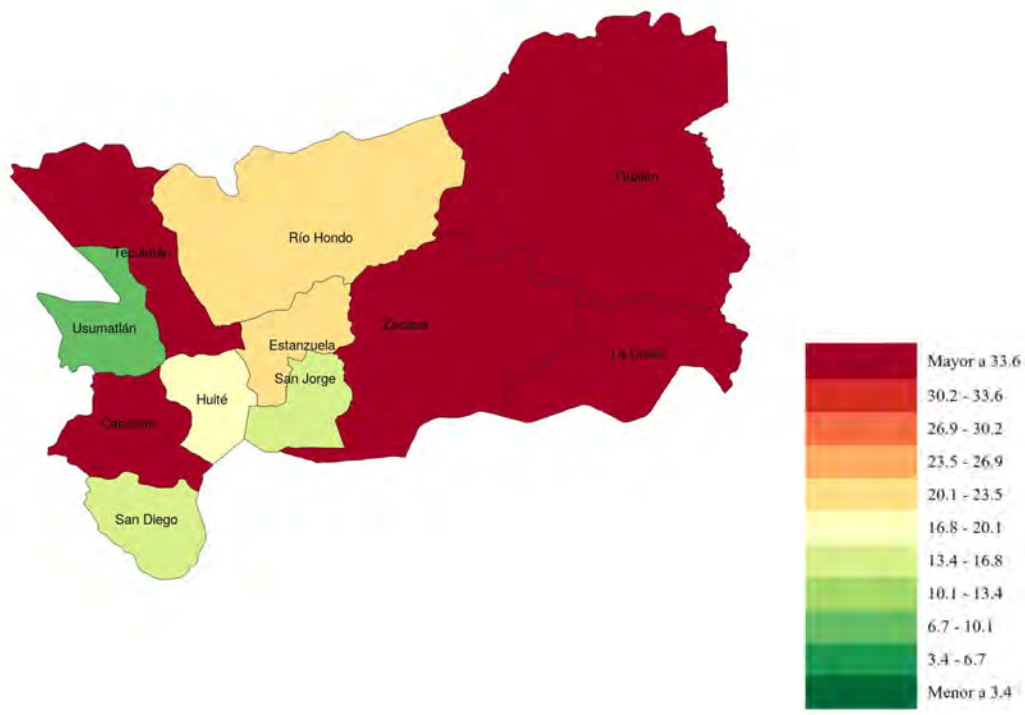 Gualán
Río Hondo
Teculután
Usumatlán
Zacapa
Estanzuela
La Unión
San Jorge
Huité
Cabañas
San Diego
Mayor a 33.6
30.2 - 33.6
26.9 - 30.2
23.5 - 26.9
20.1 - 23.5
16.8 - 20.1
13.4 - 16.8
10.1 - 13.4
6.7 - 10.1
3.4 - 6.7
Menor a 3.4